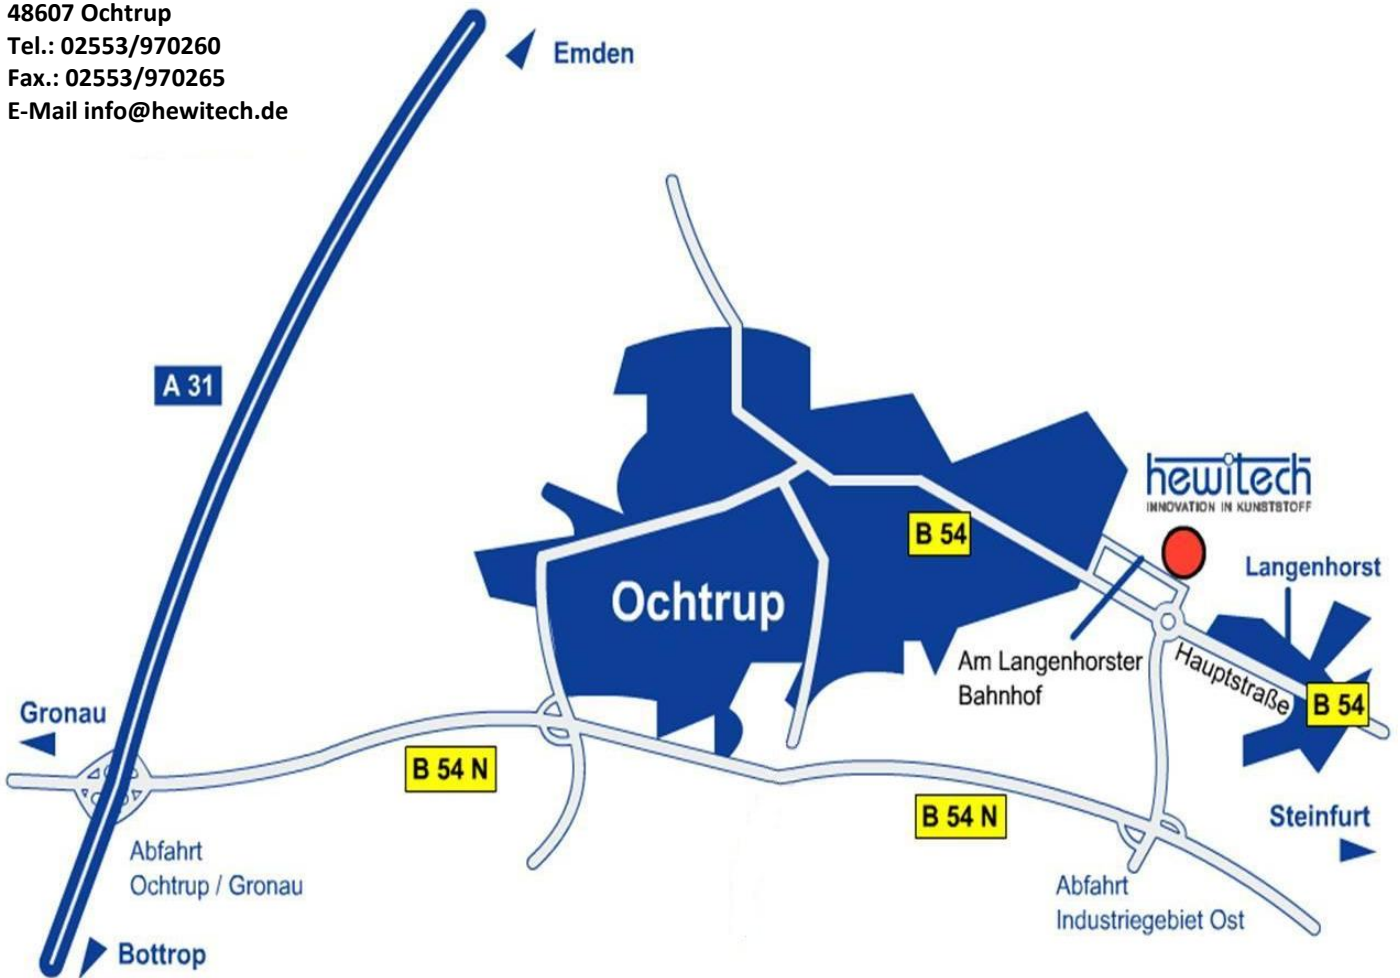 48607 Ochtrup
Tel.: 02553/970260
Fax.: 02553/970265
E-Mail info@hewitech.de
Emden
A 31
hewitech
INNOVATION IN KUNSTSTOFF
B 54
Langenhorst
Ochtrup
Am Langenhorster
Bahnhof
Hauptstraße
B 54
Gronau
B 54 N
B 54 N
Steinfurt
Abfahrt
Ochtrup / Gronau
Abfahrt
Industriegebiet Ost
Bottrop